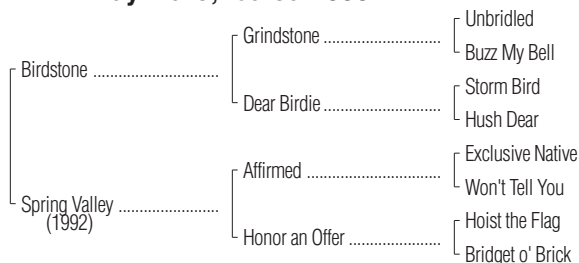 Unbridled
Grindstone ..............................
Buzz My Bell
Birdstone ................................
Storm Bird
Dear Birdie ............................
Hush Dear
Exclusive Native
Affirmed ................................
Won't Tell You
Spring Valley ........................
(1992)
Hoist the Flag
Honor an Offer ......................
Bridget o' Brick